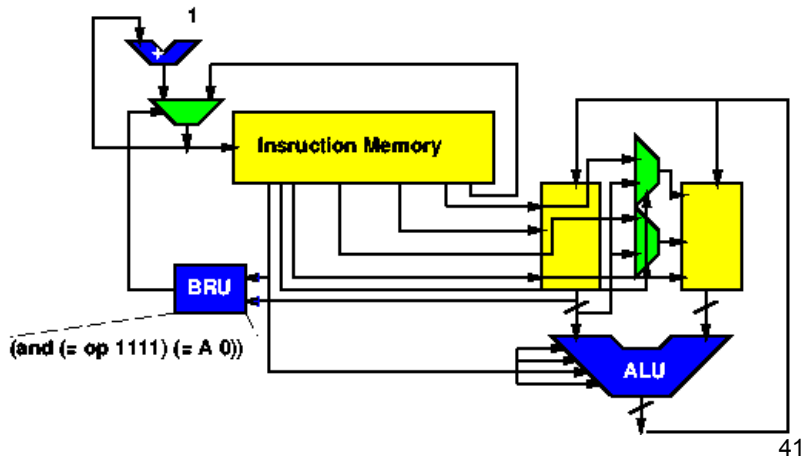 1
+
Insruction Memory
BRU
(and (= op 1111) (= A 0))
ALU
41